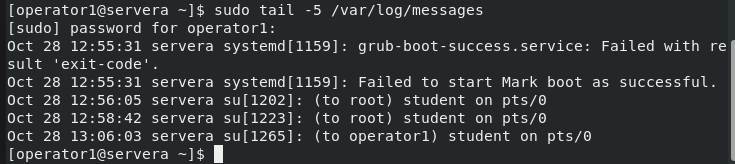 [operator1@servera ~]$ sudo tail -5 /var/log/messages
[sudo] password for operator1:
Oct 28 12:55:31 servera systemd[1159]: grub-boot-success.service: Failed with re
sult 'exit-code'.
Oct 28 12:55:31 servera systemd[1159]: Failed to start Mark boot as successful.
Oct 28 12:56:05 servera su[1202]: (to root) student on pts/0
Oct 28 12:58:42 servera su[1223]: (to root) student on pts/0
Oct 28 13:06:03 servera su[1265]: (to operator1) student on pts/0
[operator1@servera ~]$